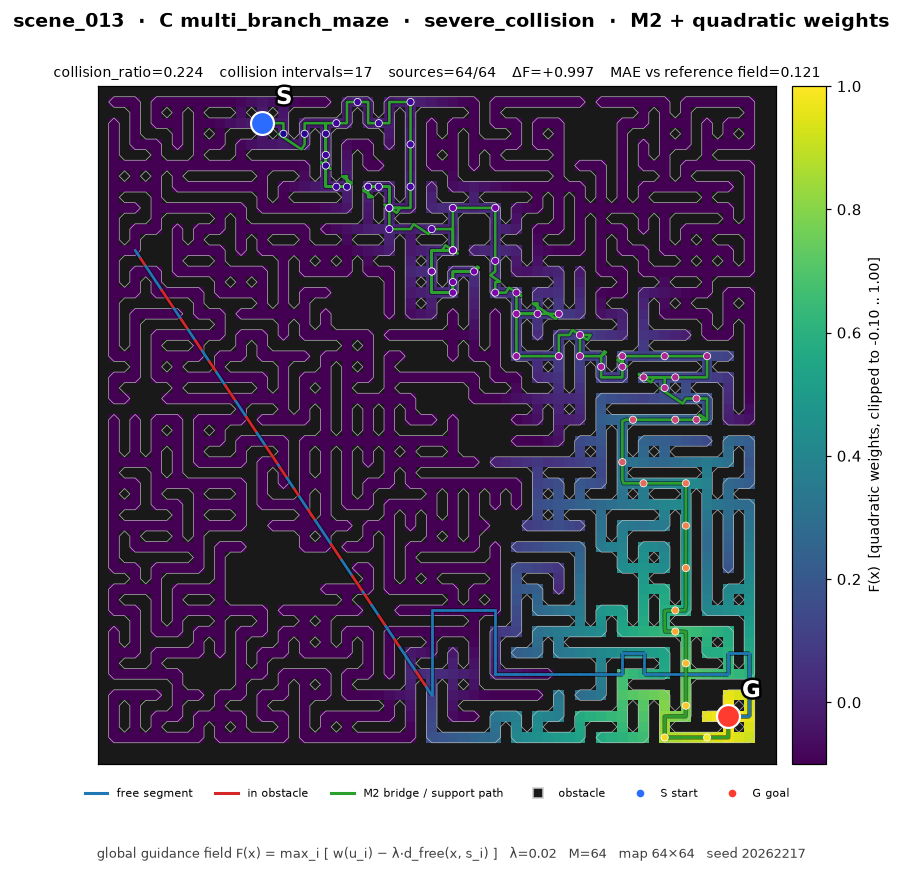 scene_013 · C multi_branch_maze · severe_collision · M2 + quadratic weights
collision_ratio=0.224 collision intervals=17 sources=64/64 ΔF=+0.997 MAE vs reference field=0.121
S
G
1.0
0.8
0.6
0.4
0.2
0.0
F(x) [quadratic weights, clipped to -0.10 .. 1.00]
free segment in obstacle M2 bridge / support path obstacle S start G goal
global guidance field F(x) = max_i [ w(u_i) − λ·d_free(x, s_i) ] λ=0.02 M=64 map 64×64 seed 20262217